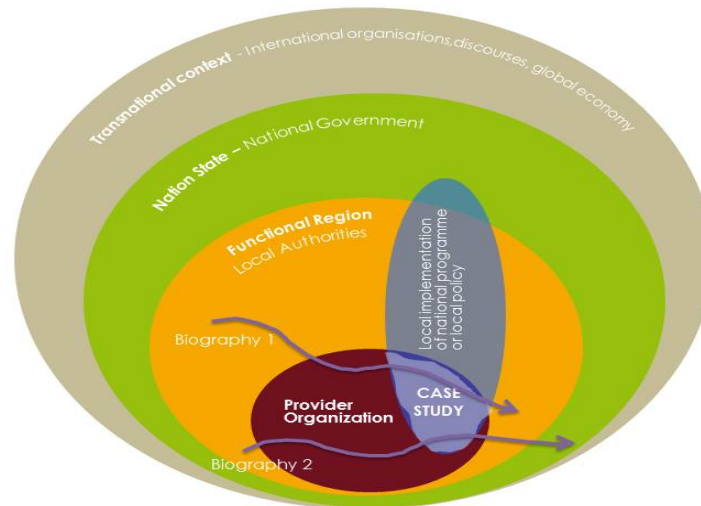 Transnational context - International organisations,discourses, global economy
Nation State – National Government
Functional Region
Local Authorities
Local implementation
of national programme
or local policy
Biography 1
CASE
STUDY
Provider
Organization
Biography 2